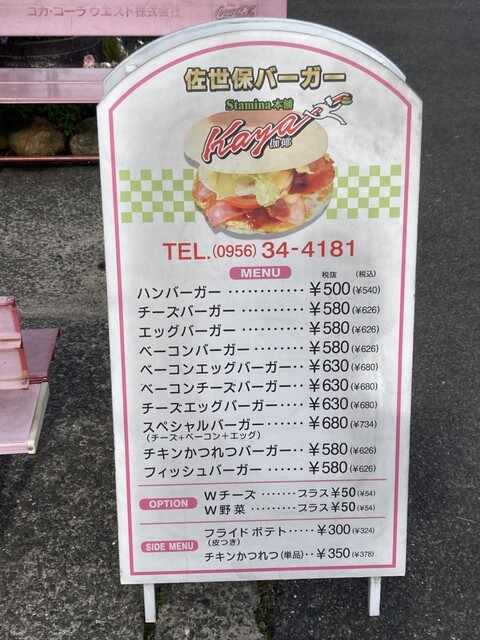 コカ・コーラウエスト株式会社 Coca-Cola
佐世保バーガー
Stamina本舗
Kaya
伽耶
TEL.(0956) 34-4181
MENU
税抜 (税込)
ハンバーガー ············ ¥500 (¥540)
チーズバーガー ·········· ¥580 (¥626)
エッグバーガー ·········· ¥580 (¥626)
ベーコンバーガー ········ ¥580 (¥626)
ベーコンエッグバーガー·· ¥630 (¥680)
ベーコンチーズバーガー·· ¥630 (¥680)
チーズエッグバーガー···· ¥630 (¥680)
スペシャルバーガー······ ¥680 (¥734)
(チーズ+ベーコン+エッグ)
チキンかつれつバーガー·· ¥580 (¥626)
フィッシュバーガー ······ ¥580 (¥626)
OPTION
Wチーズ ·······プラス ¥50 (¥54)
W野菜 ·········プラス ¥50 (¥54)
SIDE MENU
フライドポテト····· ¥300 (¥324)
(皮つき)
チキンかつれつ(単品)·· ¥350 (¥378)